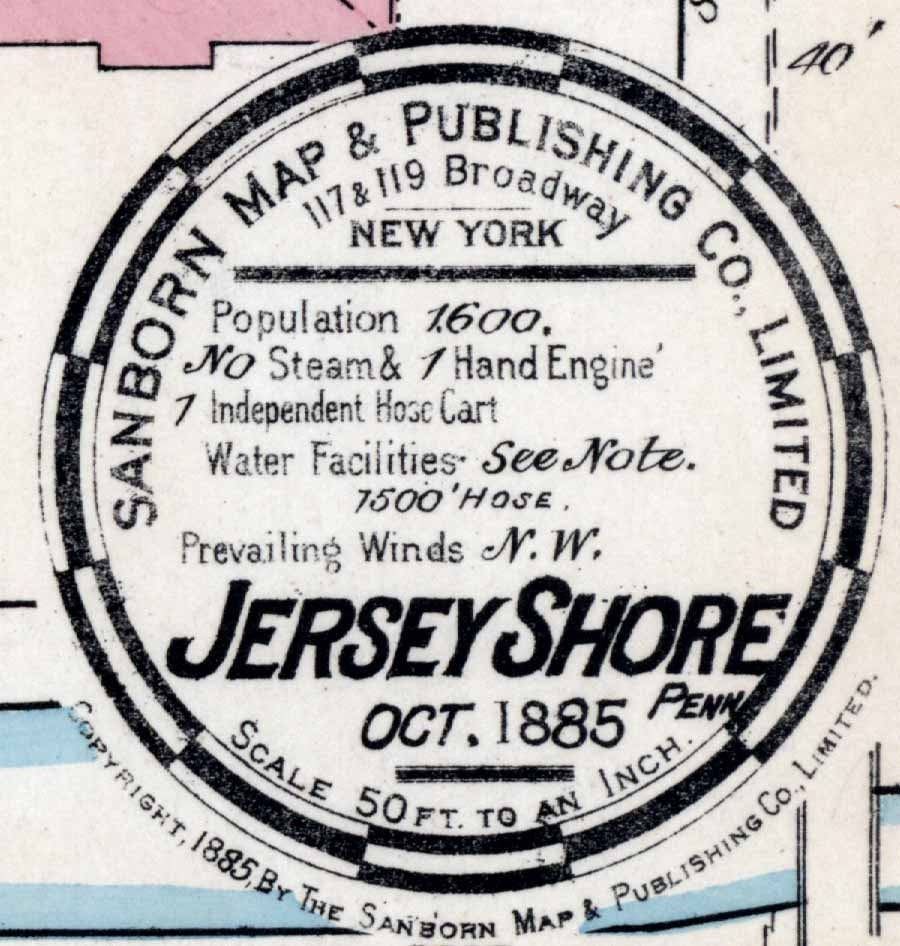 40'
SANBORN MAP & PUBLISHING CO., LIMITED
117 & 119 Broadway
NEW YORK
Population 1600.
No Steam & 1 Hand Engine'
1 Independent Hose Cart
Water Facilities See Note.
1500' HOSE.
Prevailing Winds N. W.
JERSEY SHORE
PENN
OCT. 1885
SCALE 50 FT. TO AN INCH.
COPYRIGHT, 1885, BY THE SANBORN MAP & PUBLISHING CO., LIMITED.